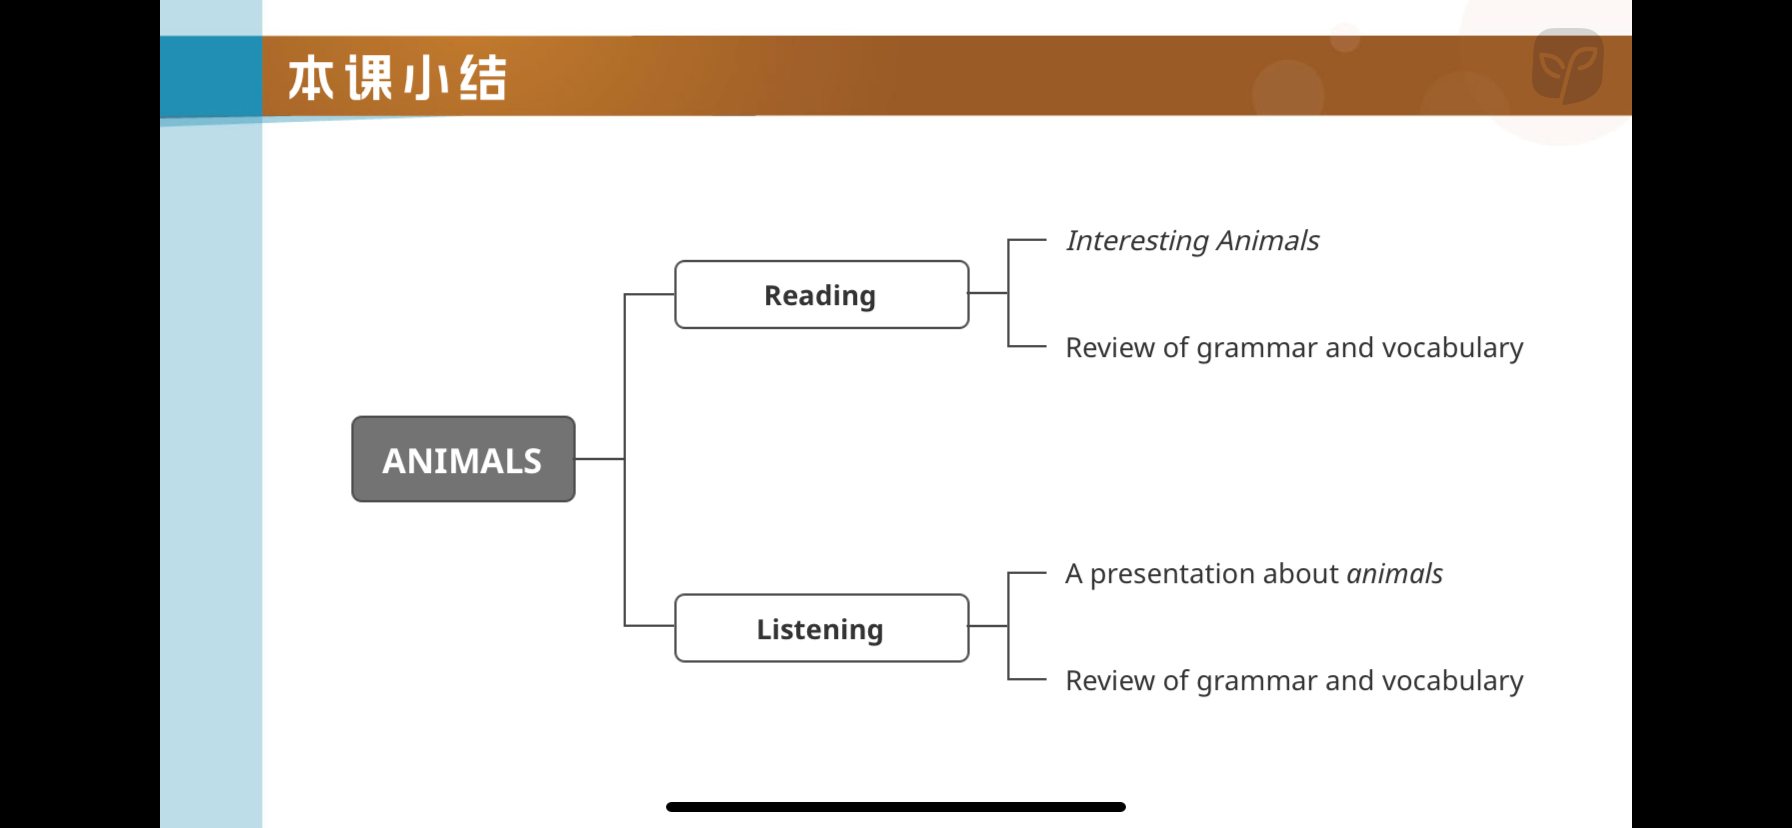 本课小结
Interesting Animals
Reading
Review of grammar and vocabulary
ANIMALS
A presentation about animals
Listening
Review of grammar and vocabulary